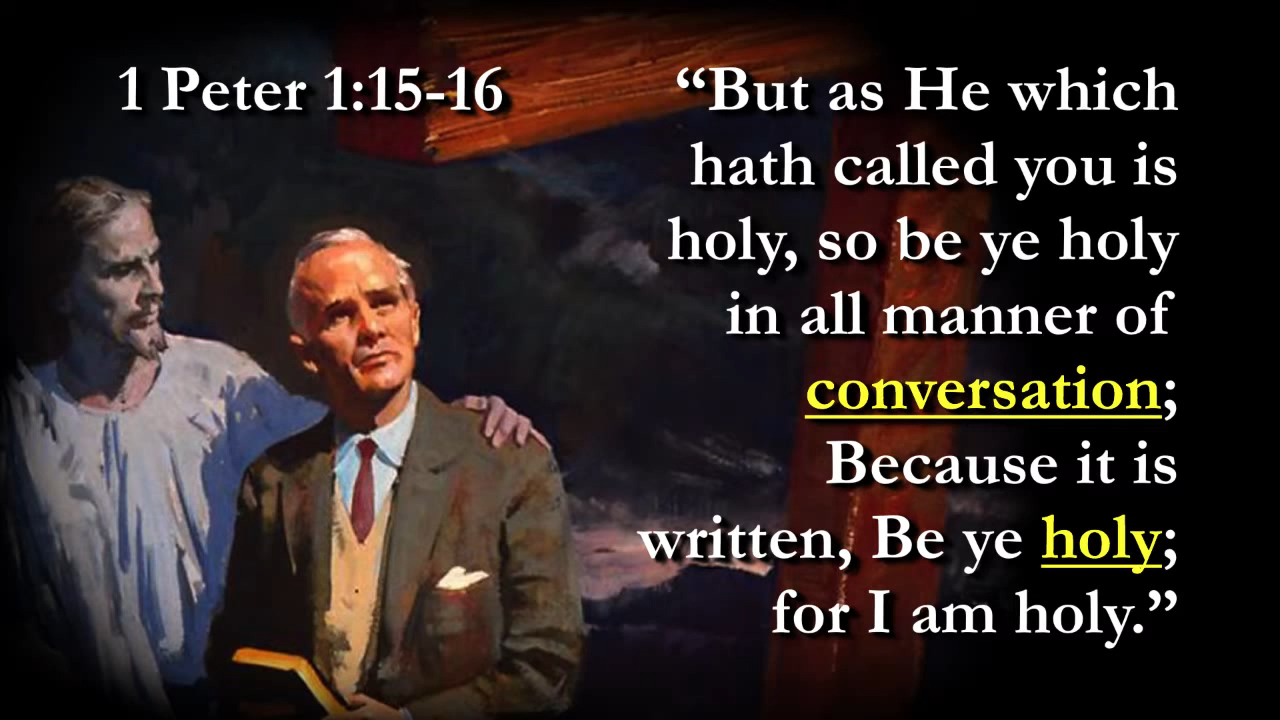 1 Peter 1:15-16
“But as He which
hath called you is
holy, so be ye holy
in all manner of
conversation;
Because it is
written, Be ye holy;
for I am holy.”